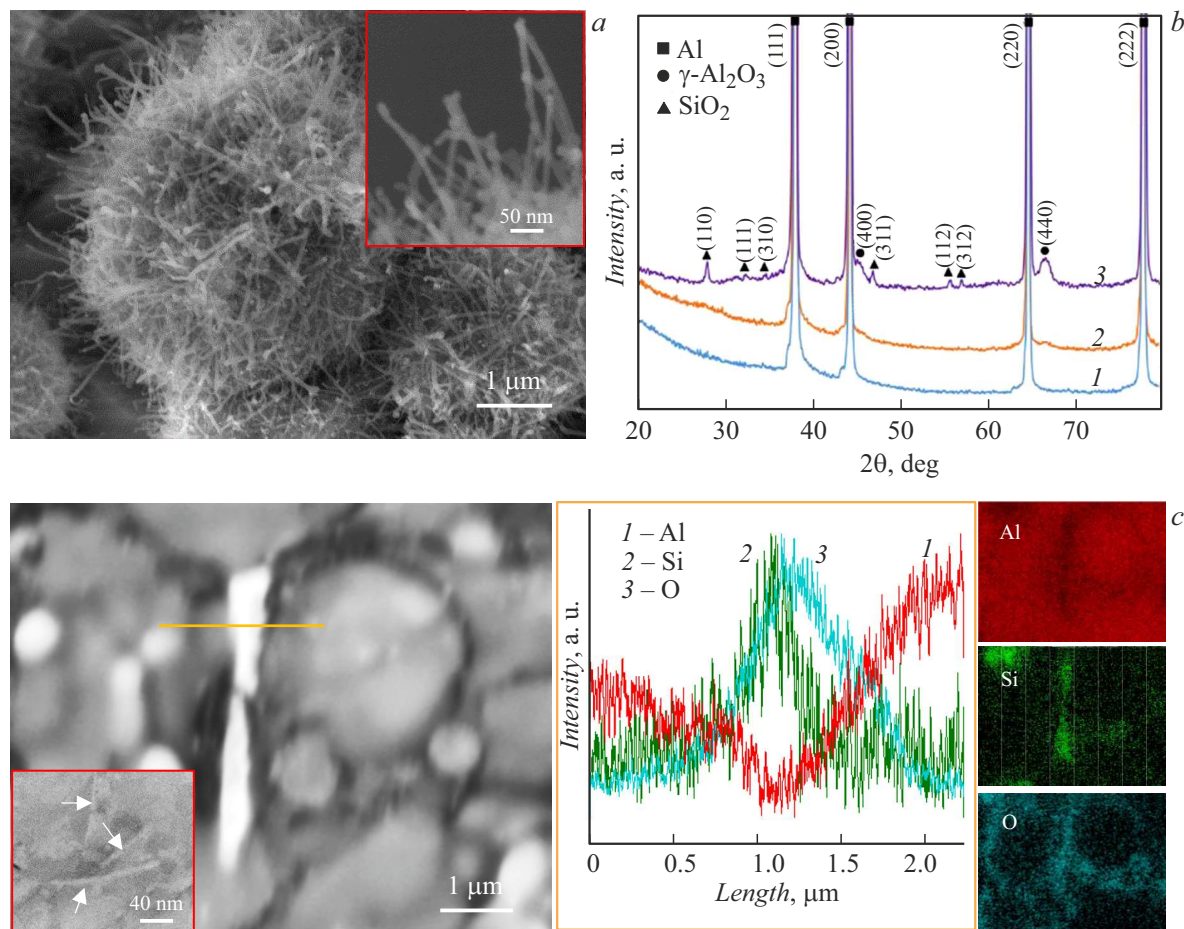 a
50 nm
1 μm
b
■ Al
● γ-Al₂O₃
▲ SiO₂
(111)
(200)
(220)
(222)
(110)
(111)
(310)
(400)
(311)
(112)
(312)
(440)
3
2
1
Intensity, a. u.
20
30
40
50
60
70
2θ, deg
40 nm
1 μm
c
1 – Al
2 – Si
3 – O
2
3
1
Intensity, a. u.
0
0.5
1.0
1.5
2.0
Length, μm
Al
Si
O